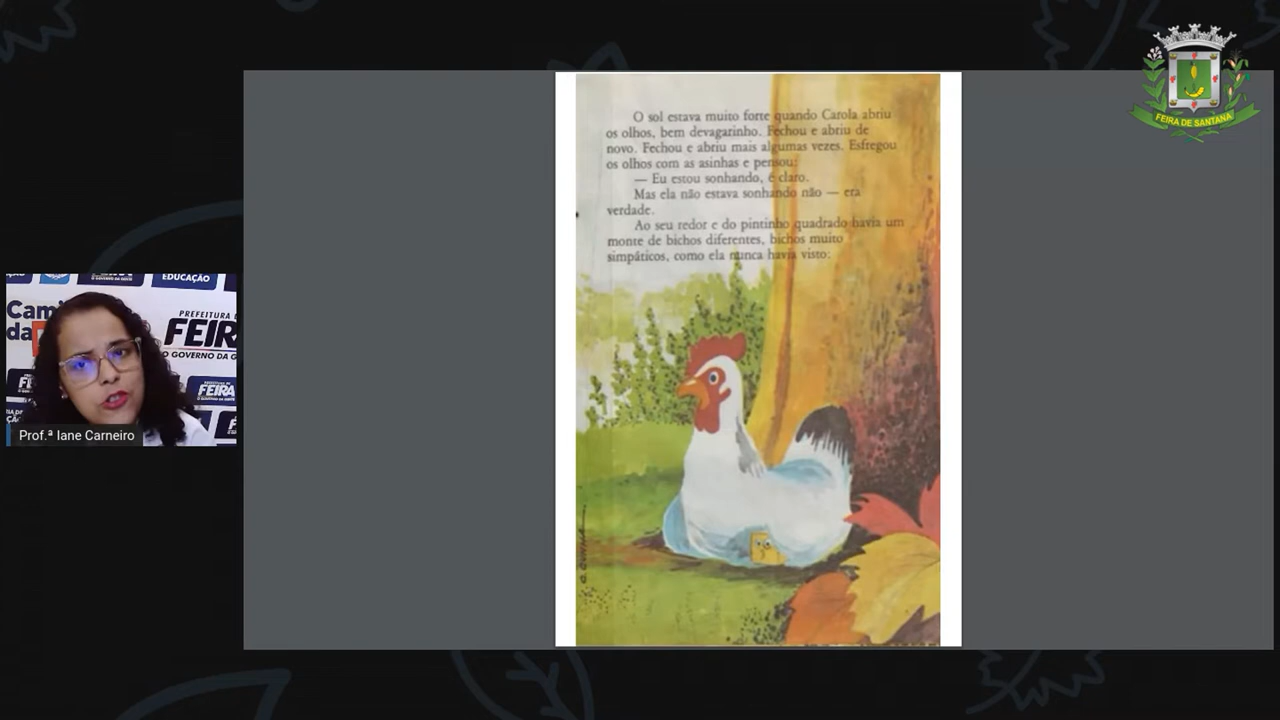 FEIRA DE SANTANA
O sol estava muito forte quando Carola abriu
os olhos, bem devagarinho. Fechou e abriu de
novo. Fechou e abriu mais algumas vezes. Esfregou
os olhos com as asinhas e pensou:
— Eu estou sonhando, é claro.
Mas ela não estava sonhando não — era
verdade.
Ao seu redor e do pintinho quadrado havia um
monte de bichos diferentes, bichos muito
simpáticos, como ela nunca havia visto:
EDUCAÇÃO
PREFEITURA
FEIRA
O GOVERNO DA
FEIRA
Prof.ª Iane Carneiro